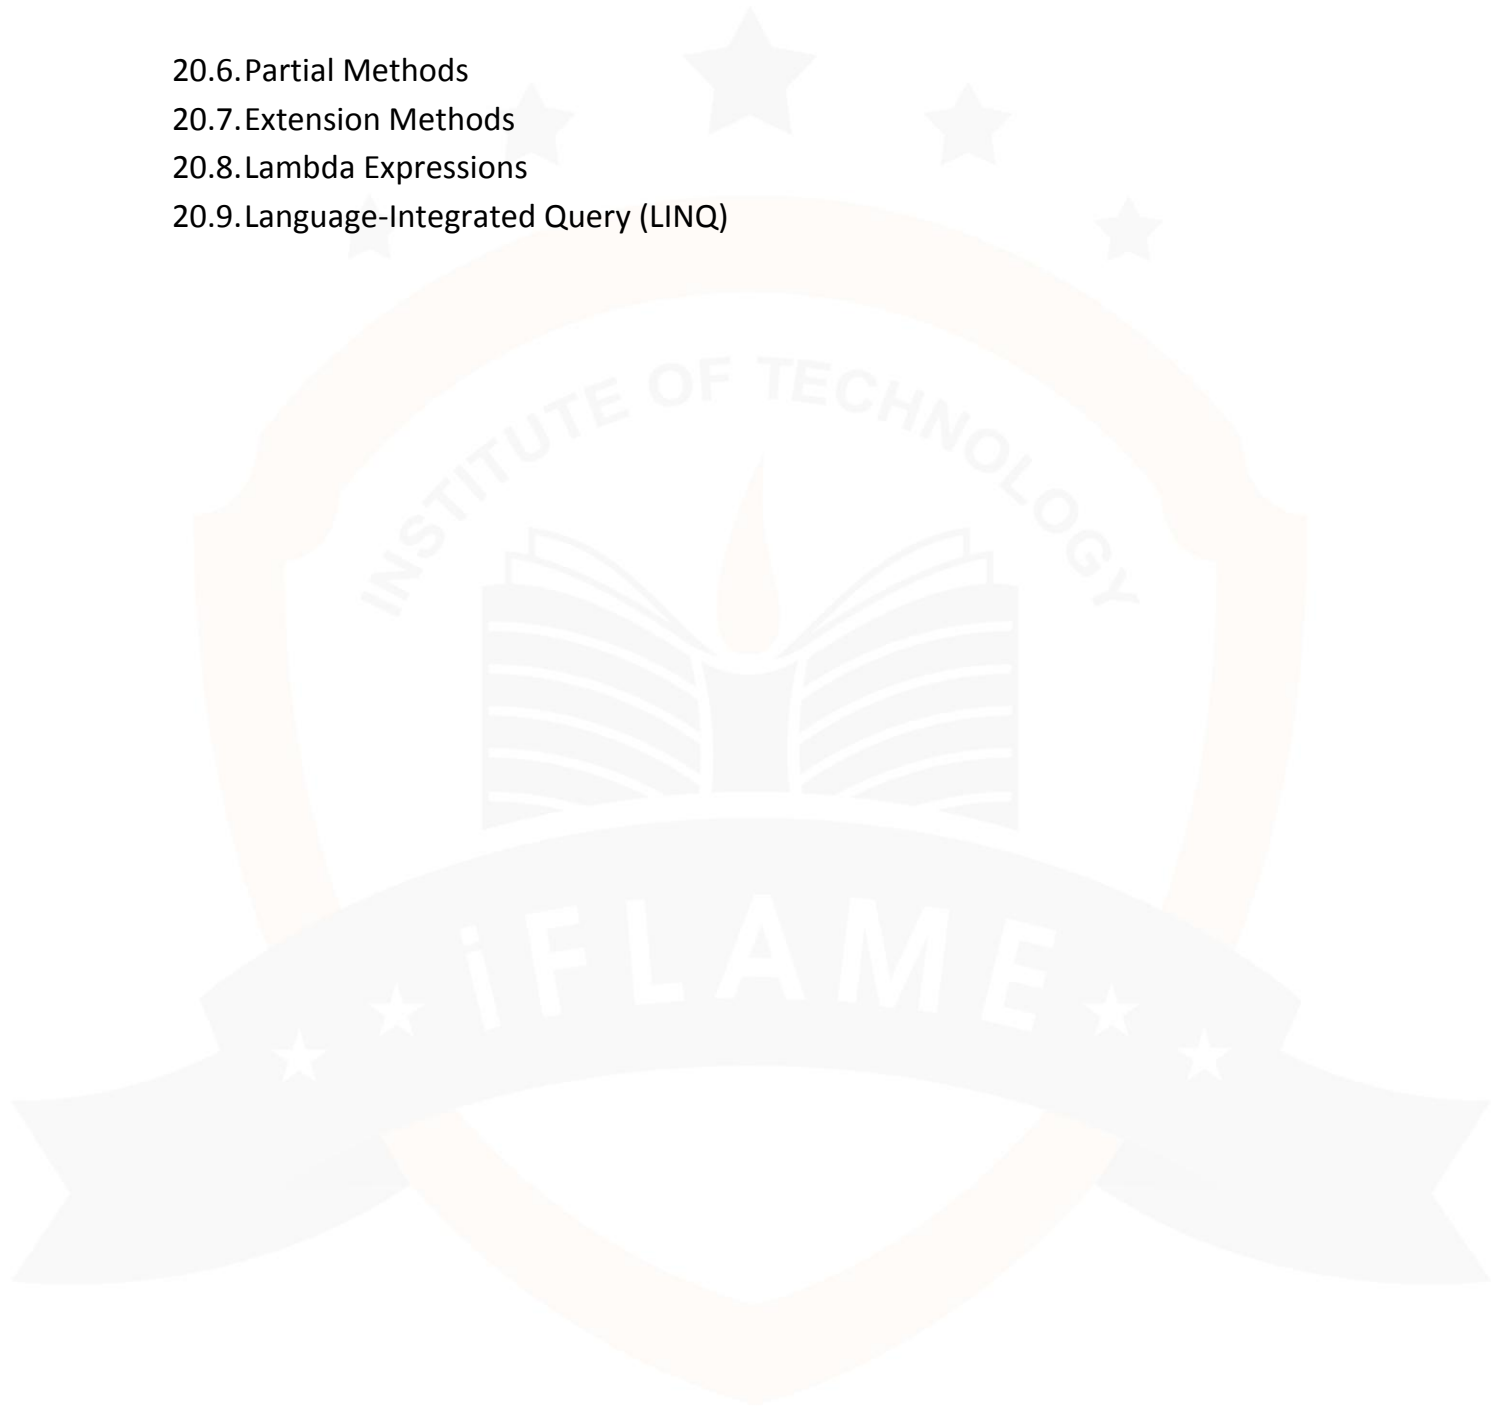 20.6.Partial Methods
20.7.Extension Methods
20.8.Lambda Expressions
20.9.Language-Integrated Query (LINQ)
INSTITUTE OF TECHNOLOGY
iFLAME